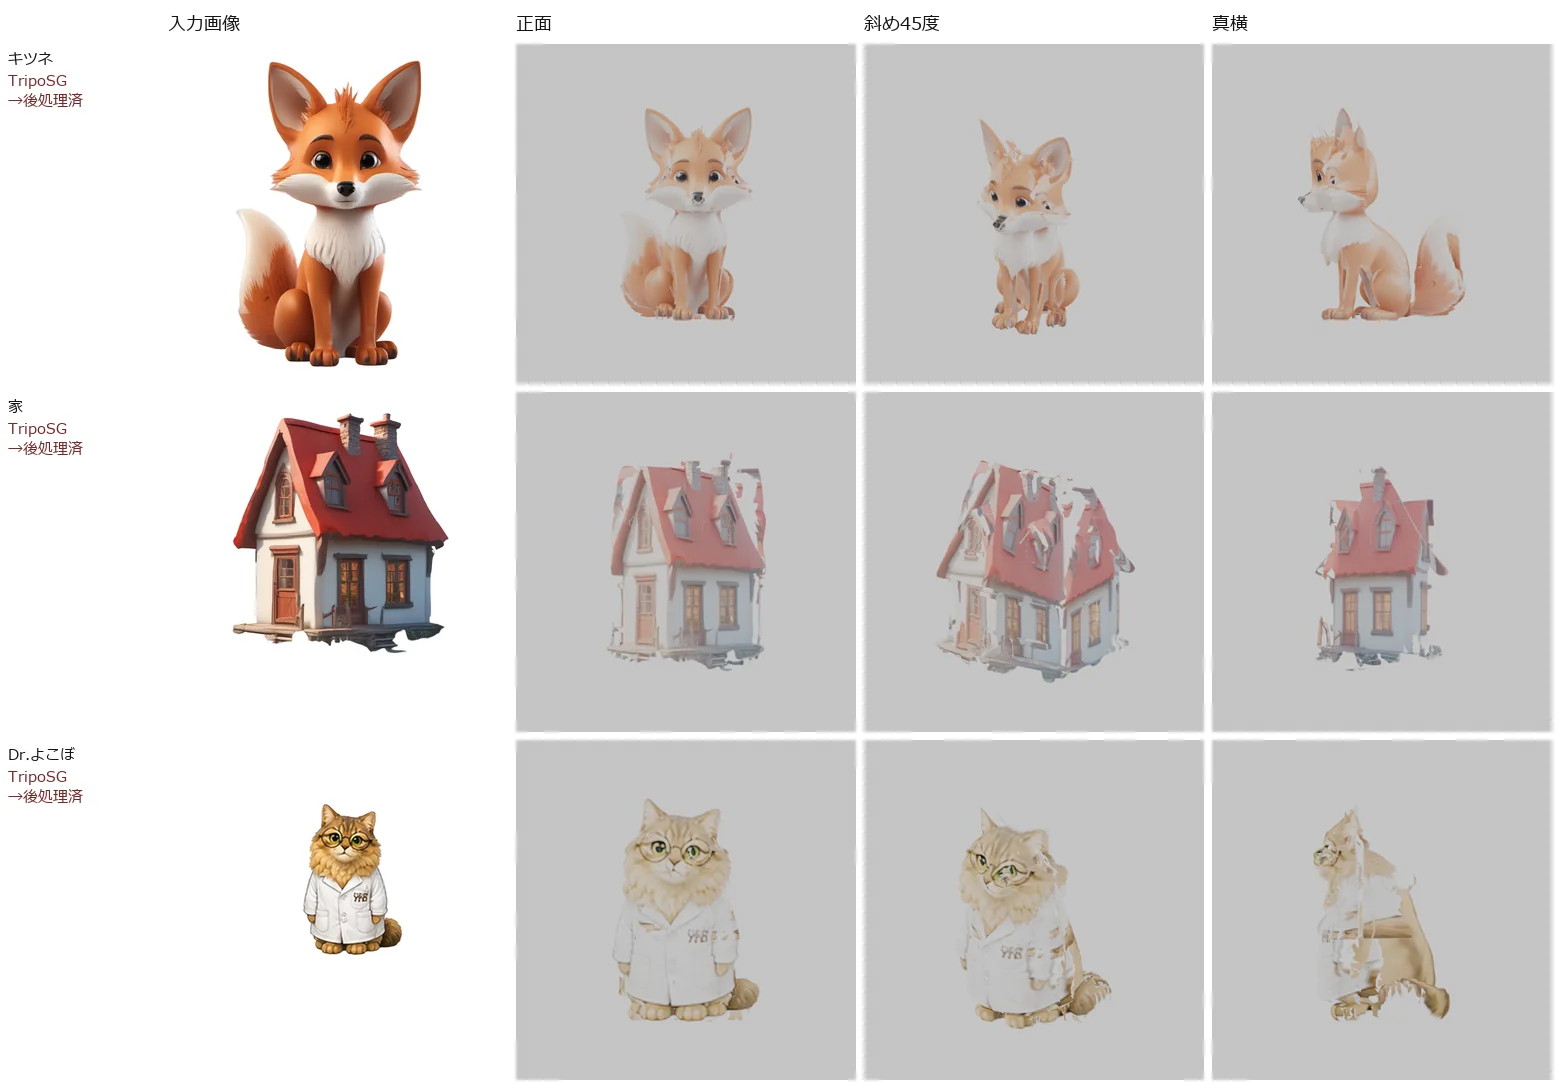 入力画像
正面
斜め45度
真横
キツネ
TripoSG
→後処理済
家
TripoSG
→後処理済
Dr.よこぼ
TripoSG
→後処理済